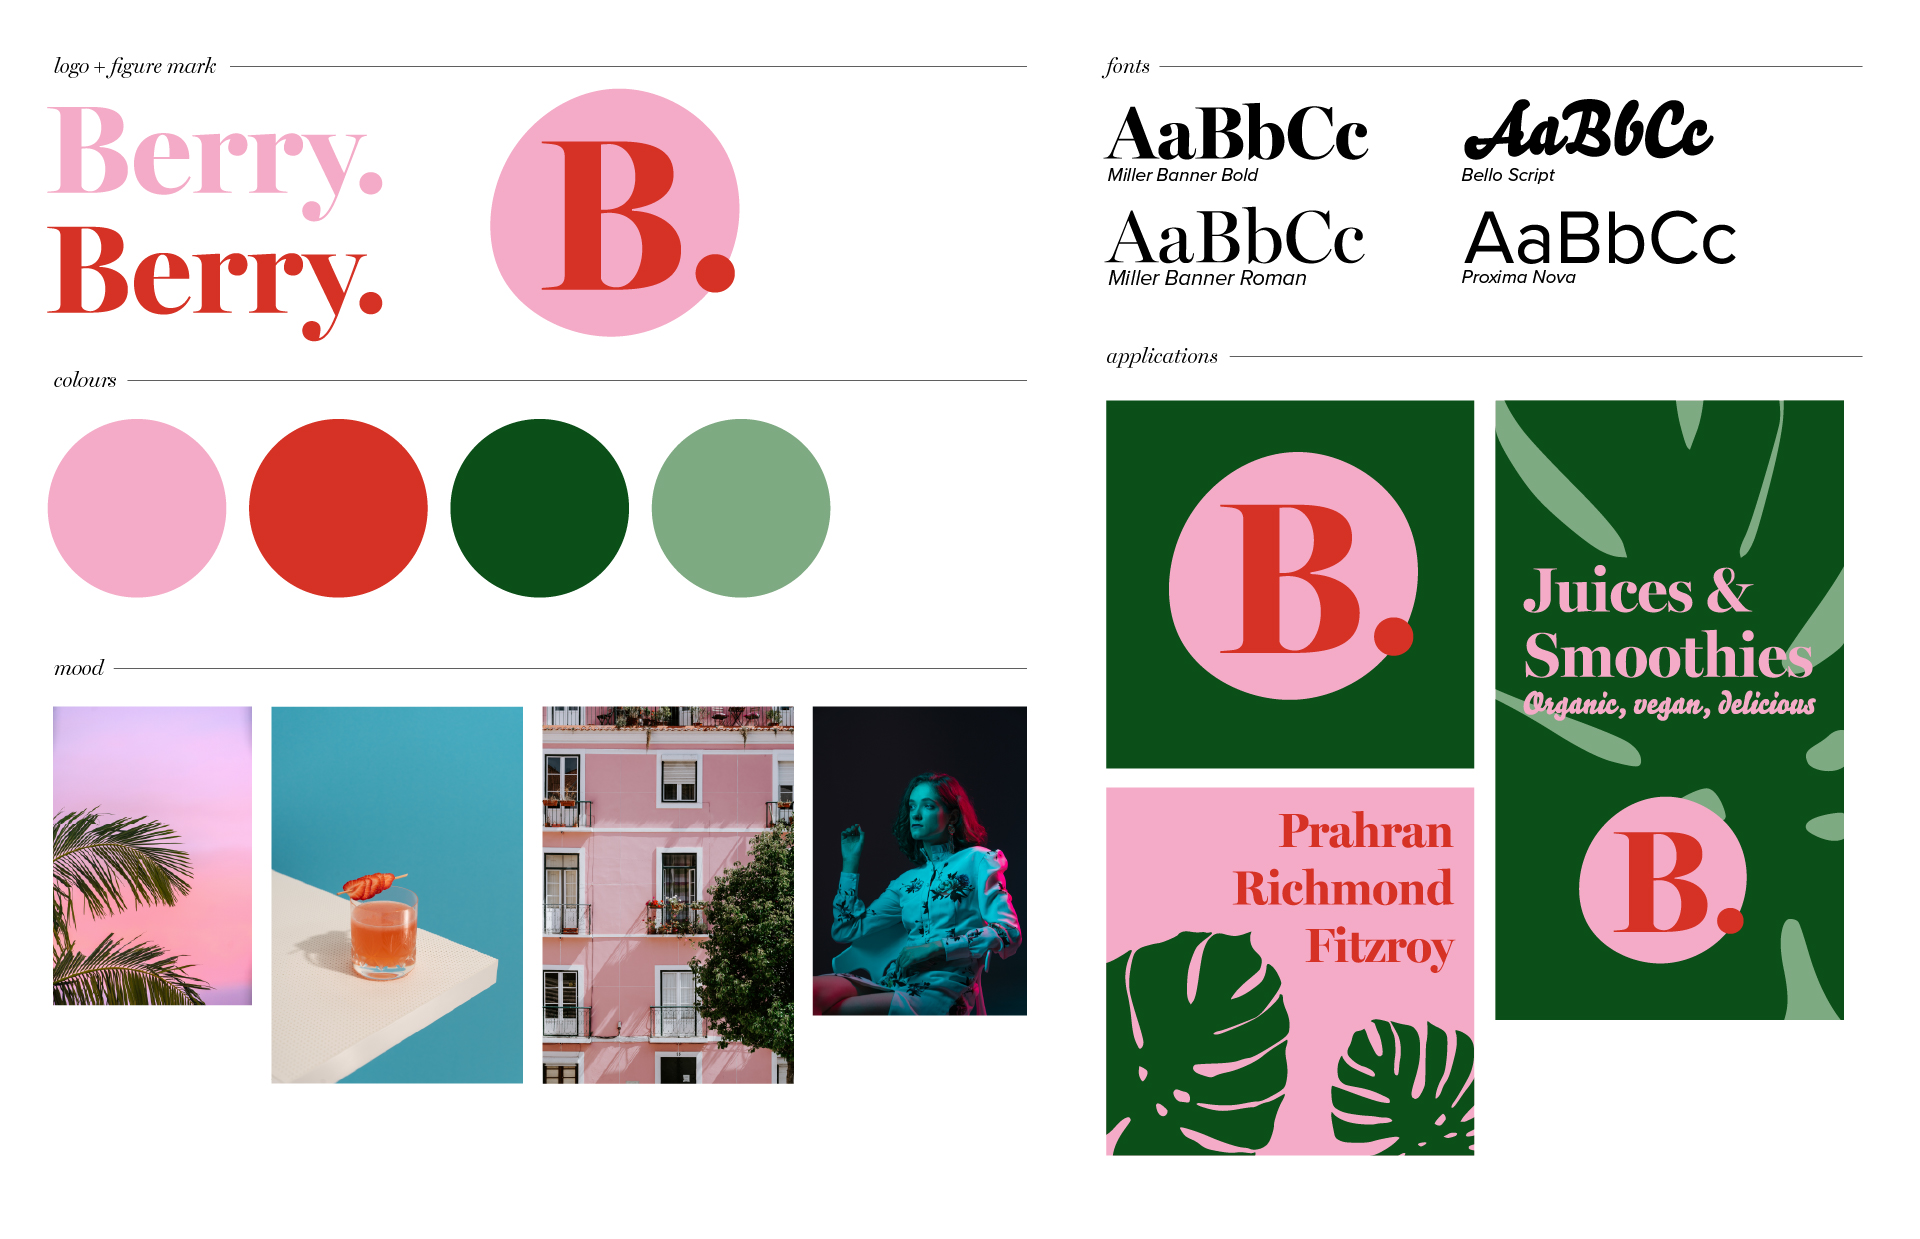 logo + figure mark
Berry.
Berry.
B.
colours
mood
fonts
AaBbCc
Miller Banner Bold
AaBbCc
Bello Script
AaBbCc
Miller Banner Roman
AaBbCc
Proxima Nova
applications
B.
Juices &
Smoothies
Organic, vegan, delicious
B.
Prahran
Richmond
Fitzroy